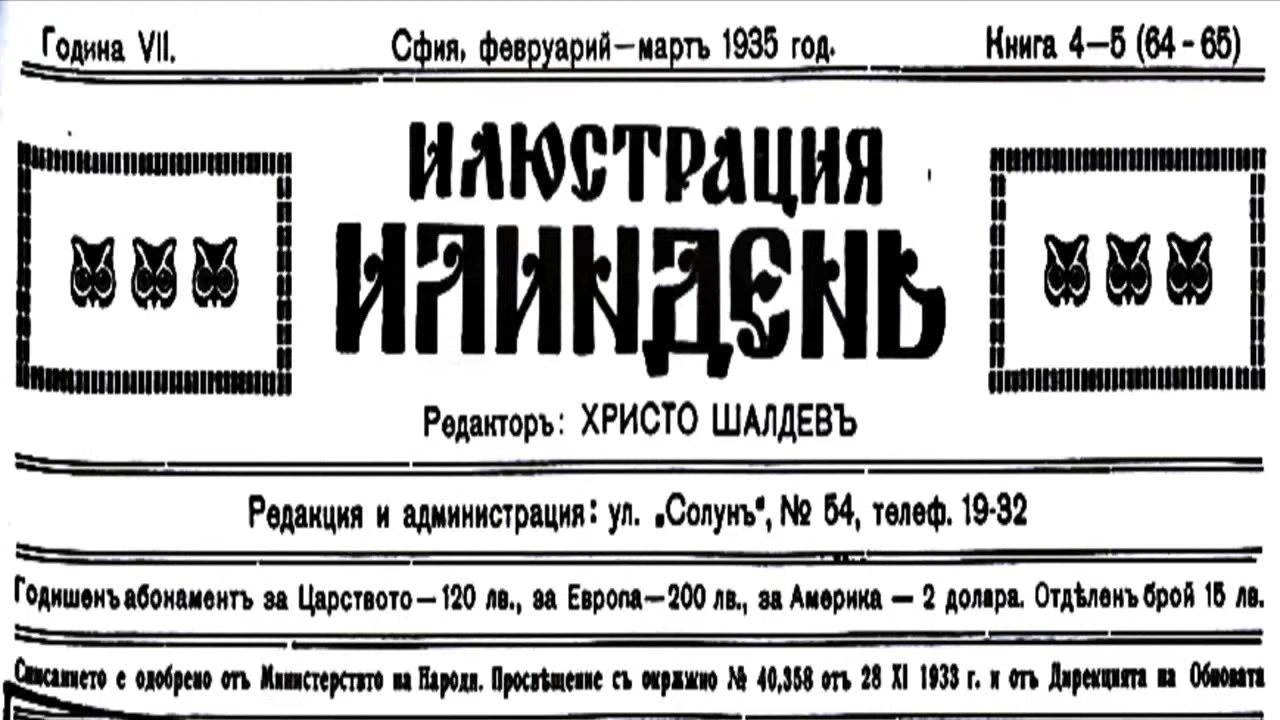 Година VII.
Сфия, февруарий—мартъ 1935 год.
Книга 4—5 (64 - 65)
ИЛЮСТРАЦИЯ
ИЛИНДЕНЬ
Редакторъ: ХРИСТО ШАЛДЕВЪ
Редакция и администрация: ул. „Солунъ“, № 54, телеф. 19-32
Годишенъ абонаментъ за Царството—120 лв., за Европа—200 лв., за Америка — 2 долара. Отдѣленъ брой 15 лв.
Списанието е одобрено отъ Министерството на Народн. Просвѣщение съ окрѫжно № 40,358 отъ 28 XI 1933 г. и отъ Дирекцията на Обновата